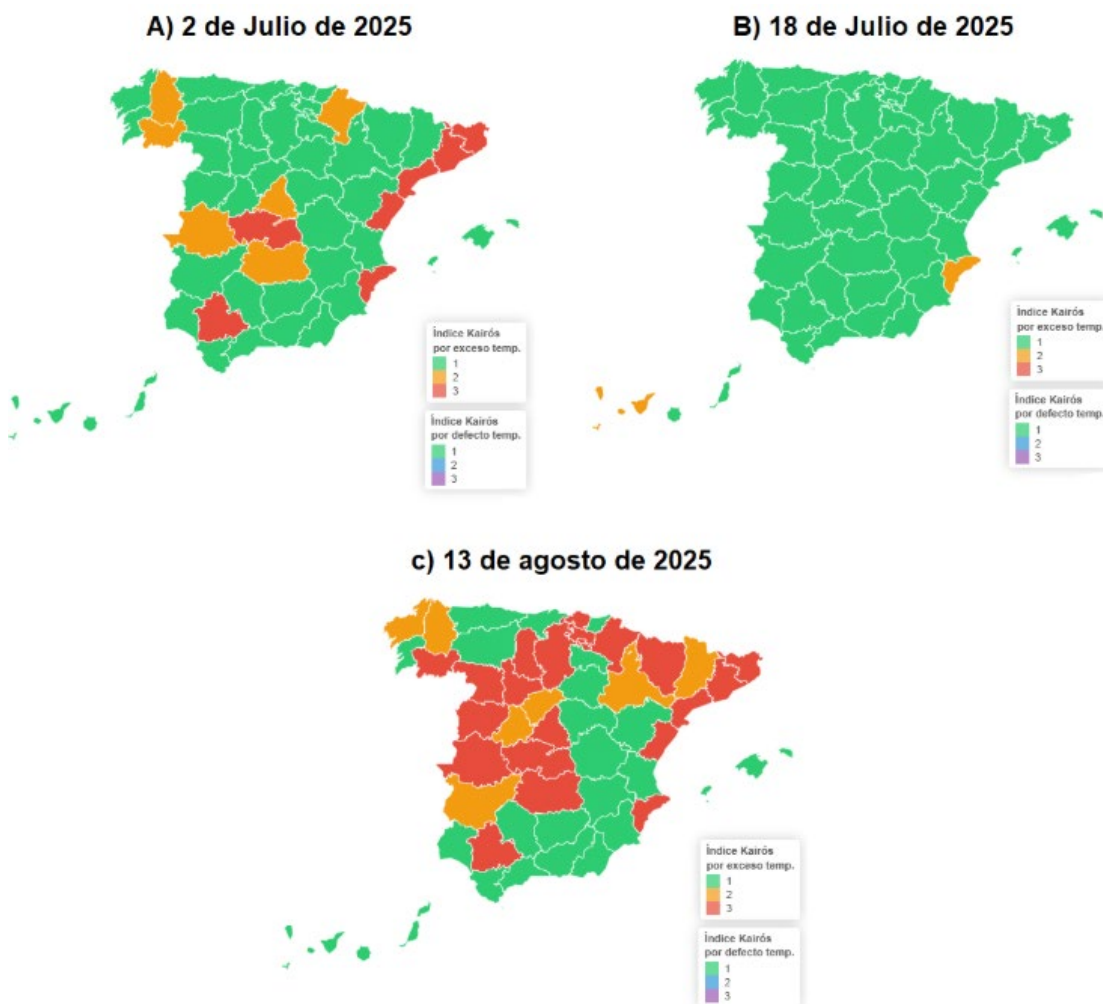 A) 2 de Julio de 2025
B) 18 de Julio de 2025
Índice Kairós
por exceso temp.
1
2
3
Índice Kairós
por defecto temp.
1
2
3
Índice Kairós
por exceso temp.
1
2
3
Índice Kairós
por defecto temp.
1
2
3
c) 13 de agosto de 2025
Índice Kairós
por exceso temp.
1
2
3
Índice Kairós
por defecto temp.
1
2
3